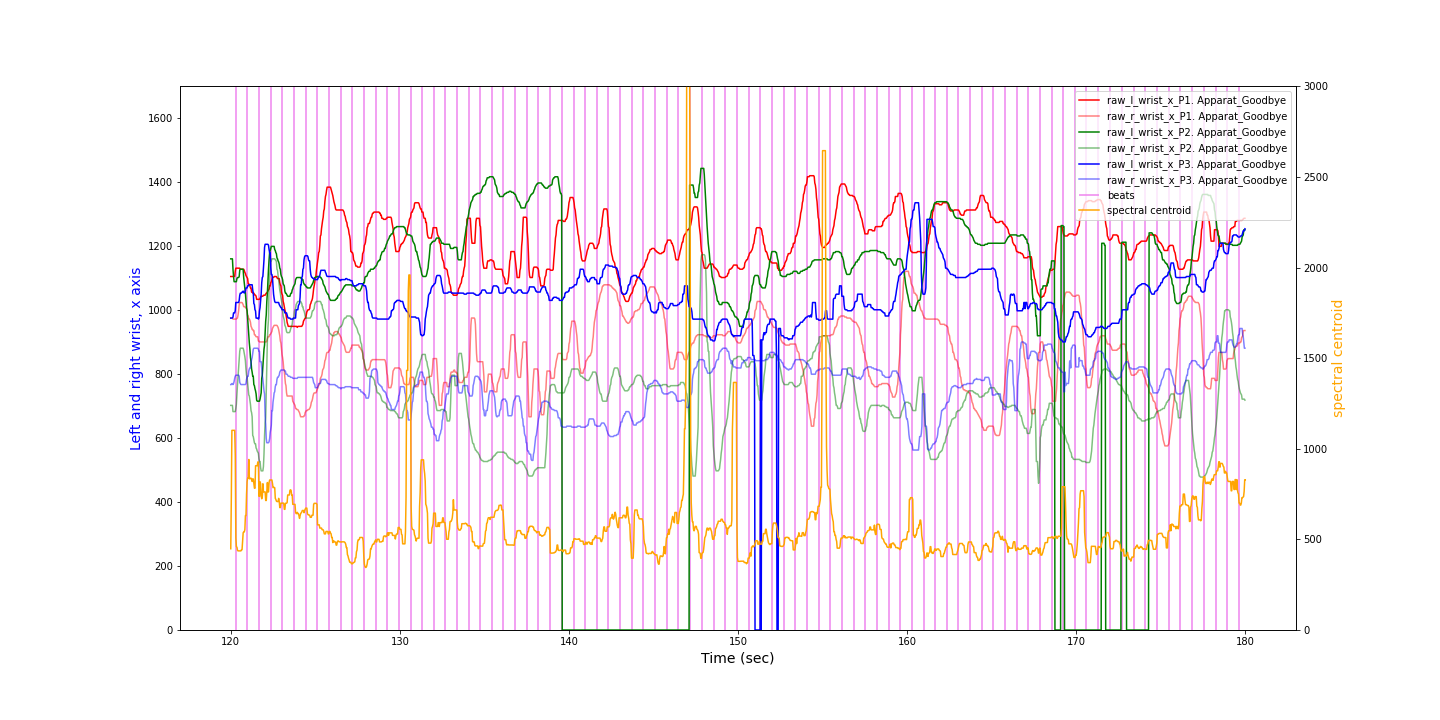 raw_l_wrist_x_P1. Apparat_Goodbye
raw_r_wrist_x_P1. Apparat_Goodbye
raw_l_wrist_x_P2. Apparat_Goodbye
raw_r_wrist_x_P2. Apparat_Goodbye
raw_l_wrist_x_P3. Apparat_Goodbye
raw_r_wrist_x_P3. Apparat_Goodbye
beats
spectral centroid
Left and right wrist, x axis
1600
1400
1200
1000
800
600
400
200
0
3000
2500
2000
1500
1000
500
0
spectral centroid
120 130 140 150 160 170 180
Time (sec)